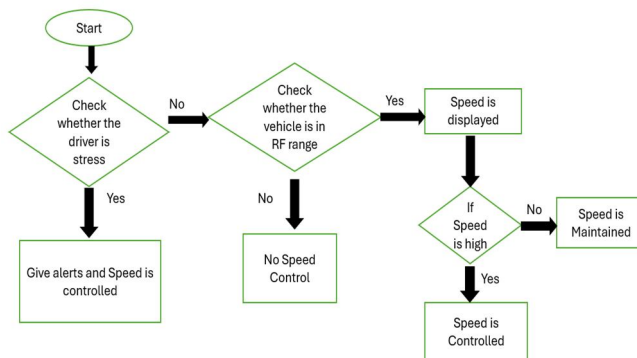 Start
Check
whether the
driver is
stress
No
Check
whether the
vehicle is in
RF range
Yes
Speed is
displayed
Yes
No
If
Speed
is high
No
Speed is
Maintained
Give alerts and Speed is
controlled
No Speed
Control
Yes
Speed is
Controlled